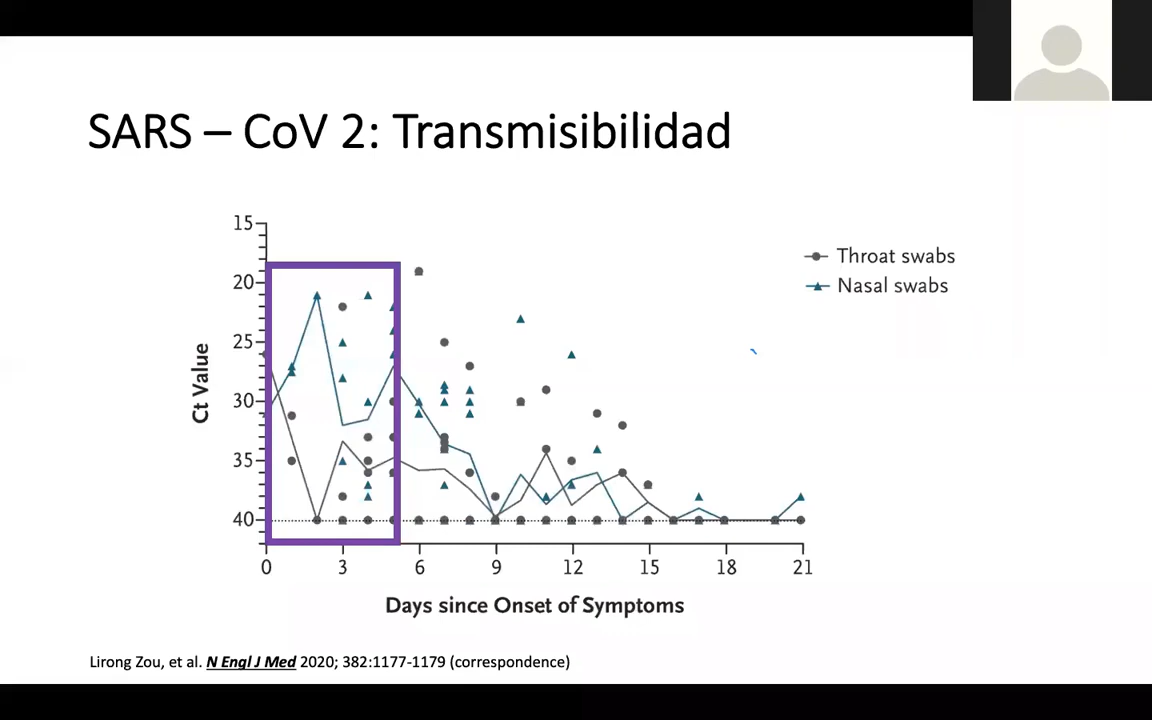 SARS – CoV 2: Transmisibilidad
15
20
25
30
35
40
Ct Value
0 3 6 9 12 15 18 21
Days since Onset of Symptoms
Throat swabs
Nasal swabs
Lirong Zou, et al. N Engl J Med 2020; 382:1177-1179 (correspondence)